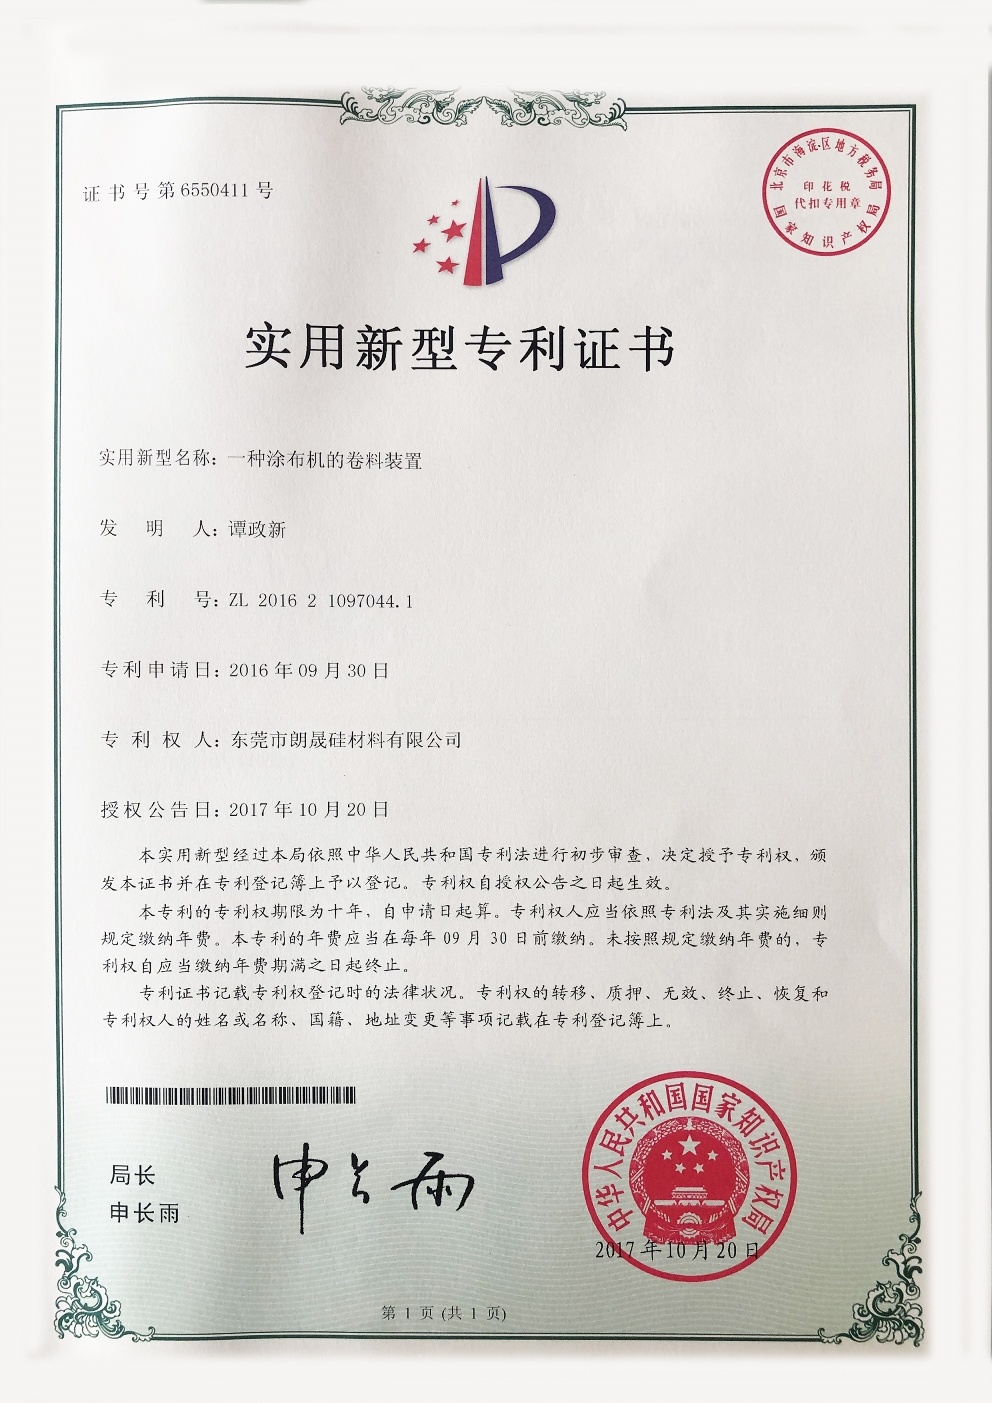 证书号第6550411号
北京市海淀区地方税务局
印花税
代扣专用章
国家知识产权局
实用新型专利证书
实用新型名称：一种涂布机的卷料装置
发明人：谭政新
专利号：ZL 2016 2 1097044.1
专利申请日：2016年09月30日
专利权人：东莞市朗晟硅材料有限公司
授权公告日：2017年10月20日
本实用新型经过本局依照中华人民共和国专利法进行初步审查，决定授予专利权，颁
发本证书并在专利登记簿上予以登记。专利权自授权公告之日起生效。
本专利的专利权期限为十年，自申请日起算。专利权人应当依照专利法及其实施细则
规定缴纳年费。本专利的年费应当在每年09月30日前缴纳。未按照规定缴纳年费的，专
利权自应当缴纳年费期满之日起终止。
专利证书记载专利权登记时的法律状况。专利权的转移、质押、无效、终止、恢复和
专利权人的姓名或名称、国籍、地址变更等事项记载在专利登记簿上。
局长
申长雨
申长雨
中华人民共和国国家知识产权局
2017年10月20日
第1页(共1页)